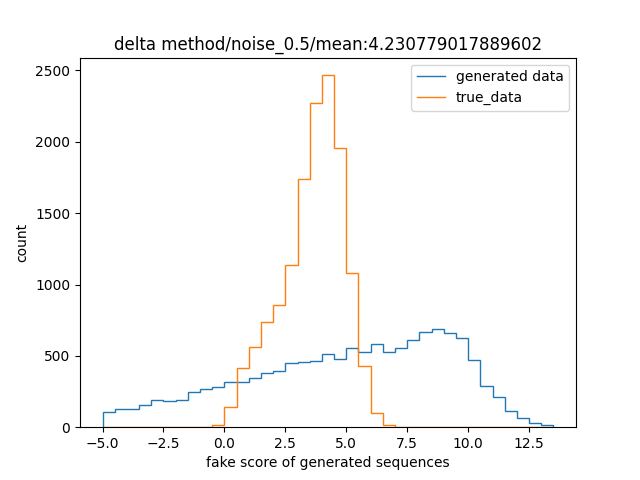 delta method/noise_0.5/mean:4.230779017889602
generated data
true_data
2500
2000
1500
1000
500
0
count
−5.0 −2.5 0.0 2.5 5.0 7.5 10.0 12.5
fake score of generated sequences